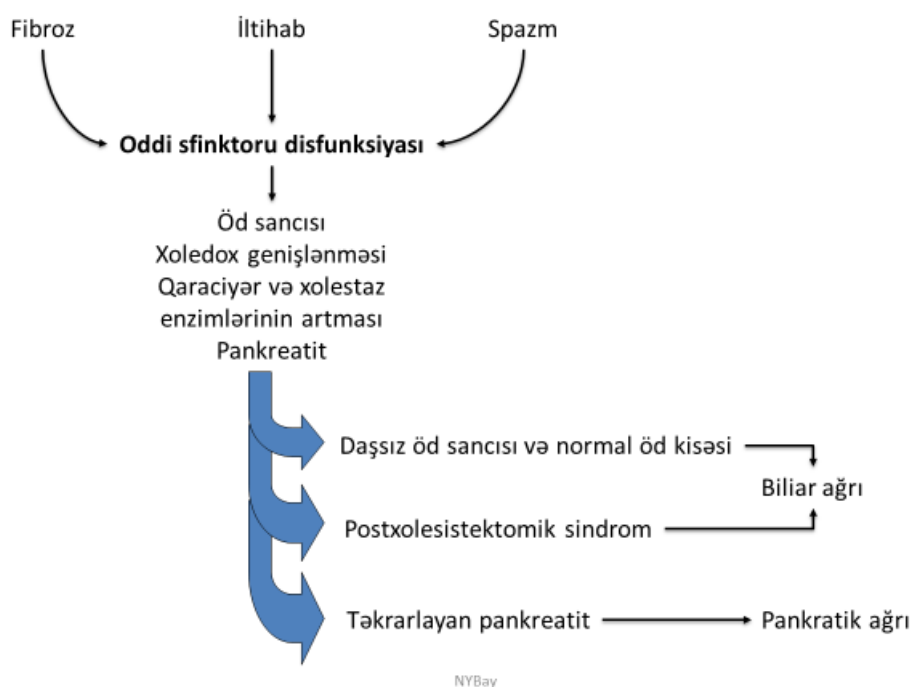 Fibroz
İltihab
Spazm
Oddi sfinktoru disfunksiyası
Öd sancısı
Xoledox genişlənməsi
Qaraciyər və xolestaz
enzimlərinin artması
Pankreatit
Daşsız öd sancısı və normal öd kisəsi
Biliar ağrı
Postxolesistektomik sindrom
Təkrarlayan pankreatit
Pankratik ağrı
NYBay